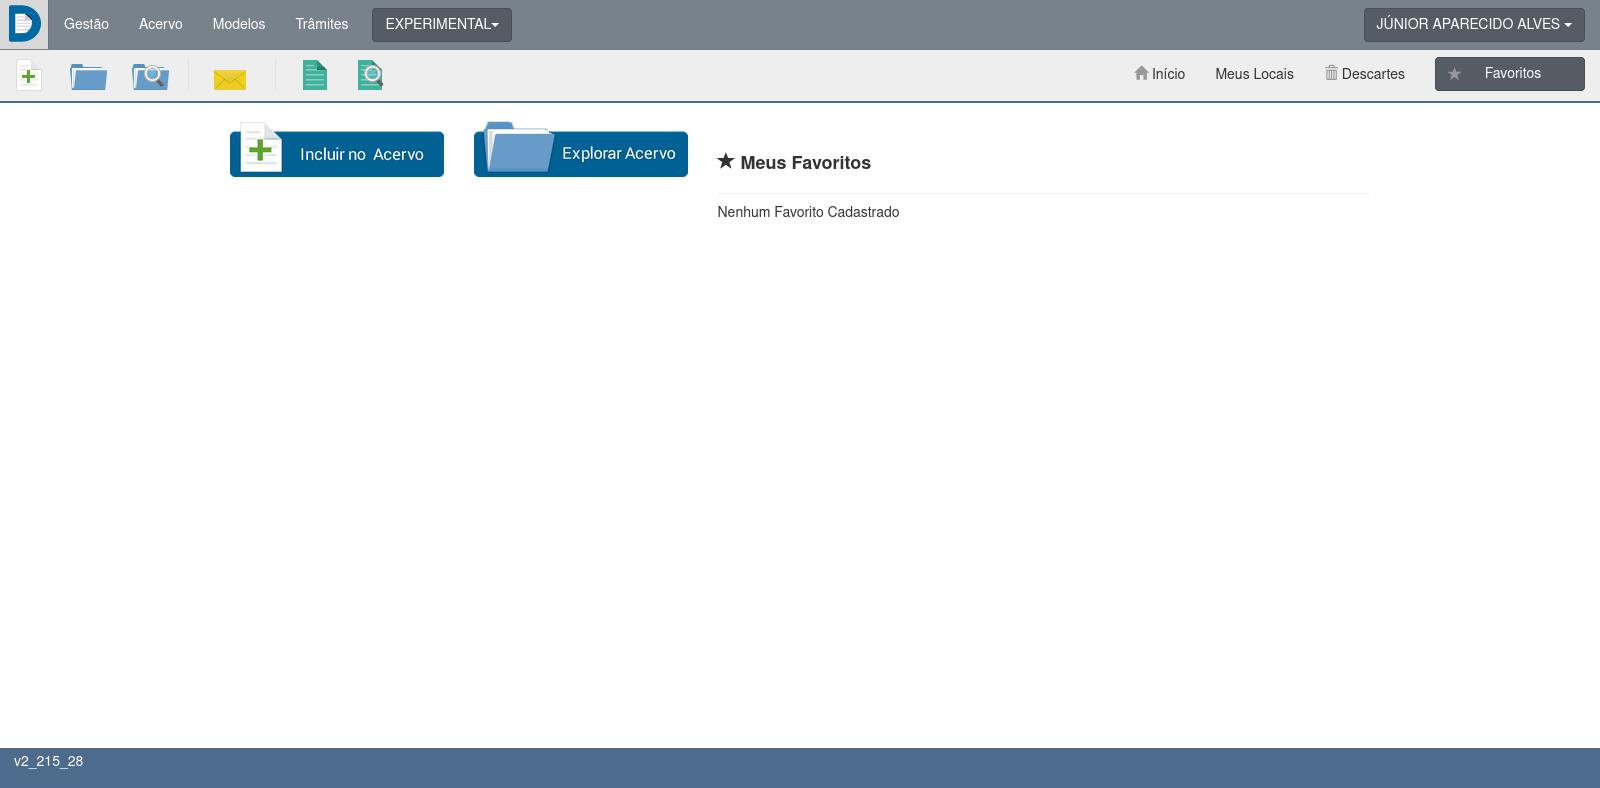 Gestão Acervo Modelos Trâmites EXPERIMENTAL JÚNIOR APARECIDO ALVES
Início Meus Locais Descartes Favoritos
Incluir no Acervo Explorar Acervo
Meus Favoritos
Nenhum Favorito Cadastrado
v2_215_28